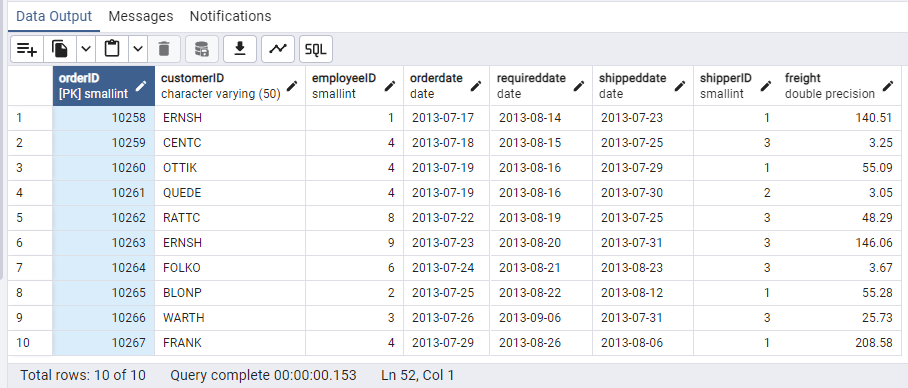 Data Output Messages Notifications
SQL
orderID [PK] smallint customerID character varying (50) employeeID smallint orderdate date requireddate date shippeddate date shipperID smallint freight double precision
1 10258 ERNSH 1 2013-07-17 2013-08-14 2013-07-23 1 140.51
2 10259 CENTC 4 2013-07-18 2013-08-15 2013-07-25 3 3.25
3 10260 OTTIK 4 2013-07-19 2013-08-16 2013-07-29 1 55.09
4 10261 QUEDE 4 2013-07-19 2013-08-16 2013-07-30 2 3.05
5 10262 RATTC 8 2013-07-22 2013-08-19 2013-07-25 3 48.29
6 10263 ERNSH 9 2013-07-23 2013-08-20 2013-07-31 3 146.06
7 10264 FOLKO 6 2013-07-24 2013-08-21 2013-08-23 3 3.67
8 10265 BLONP 2 2013-07-25 2013-08-22 2013-08-12 1 55.28
9 10266 WARTH 3 2013-07-26 2013-09-06 2013-07-31 3 25.73
10 10267 FRANK 4 2013-07-29 2013-08-26 2013-08-06 1 208.58
Total rows: 10 of 10 Query complete 00:00:00.153 Ln 52, Col 1